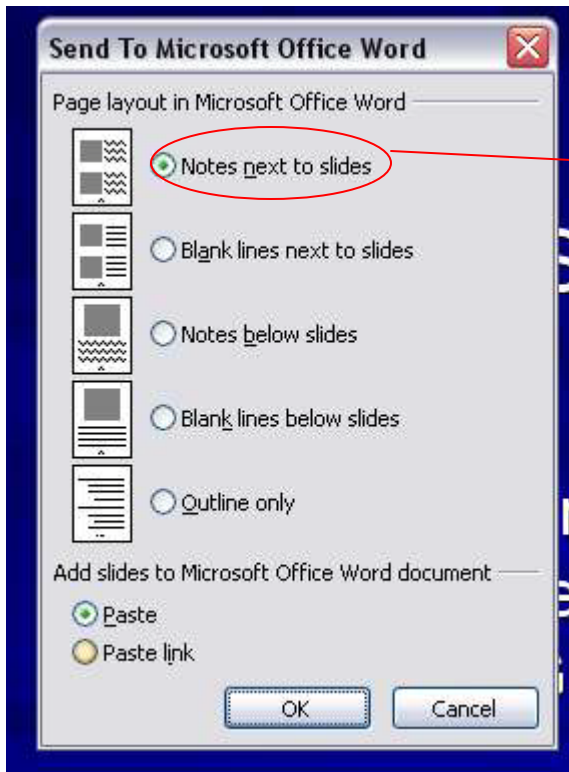 Send To Microsoft Office Word
Page layout in Microsoft Office Word
Notes next to slides
Blank lines next to slides
Notes below slides
Blank lines below slides
Outline only
Add slides to Microsoft Office Word document
Paste
Paste link
OK
Cancel